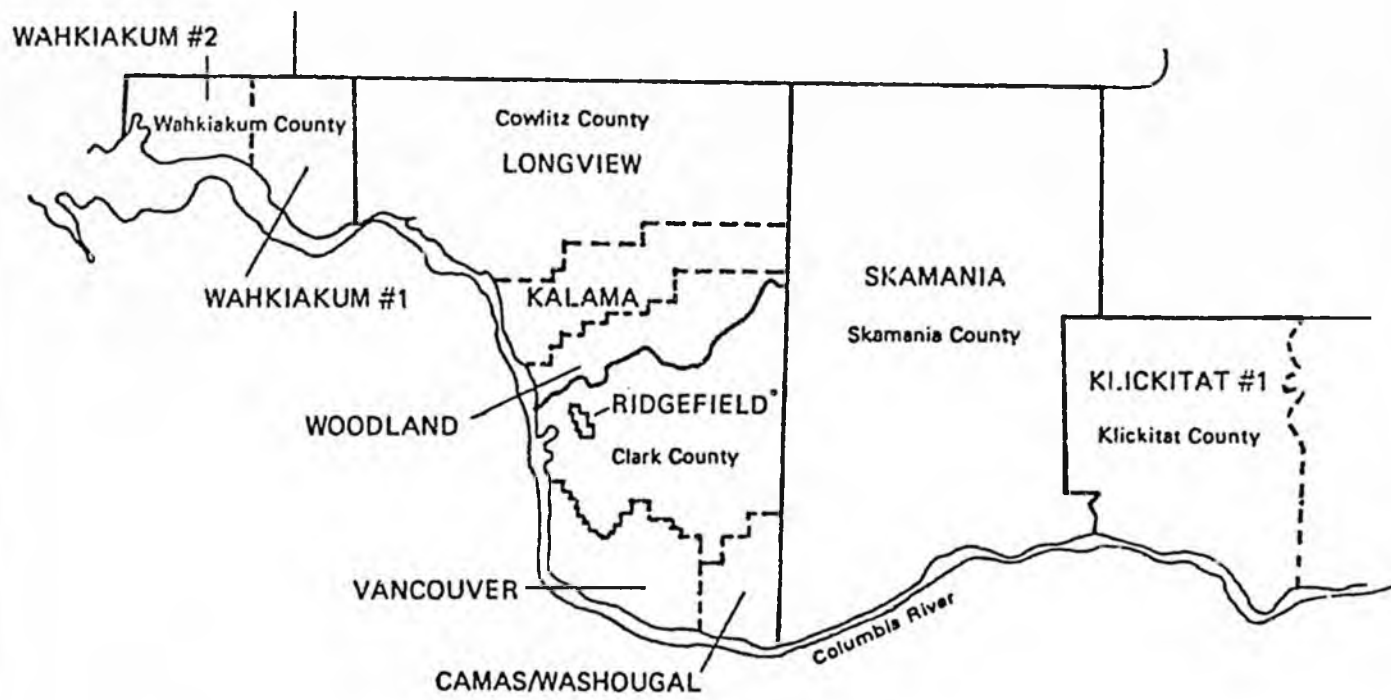 WAHKIAKUM #2
Wahkiakum County
Cowlitz County
LONGVIEW
WAHKIAKUM #1
KALAMA
SKAMANIA
Skamania County
KLICKITAT #1
Klickitat County
WOODLAND
RIDGEFIELD
Clark County
VANCOUVER
Columbia River
CAMAS/WASHOUGAL